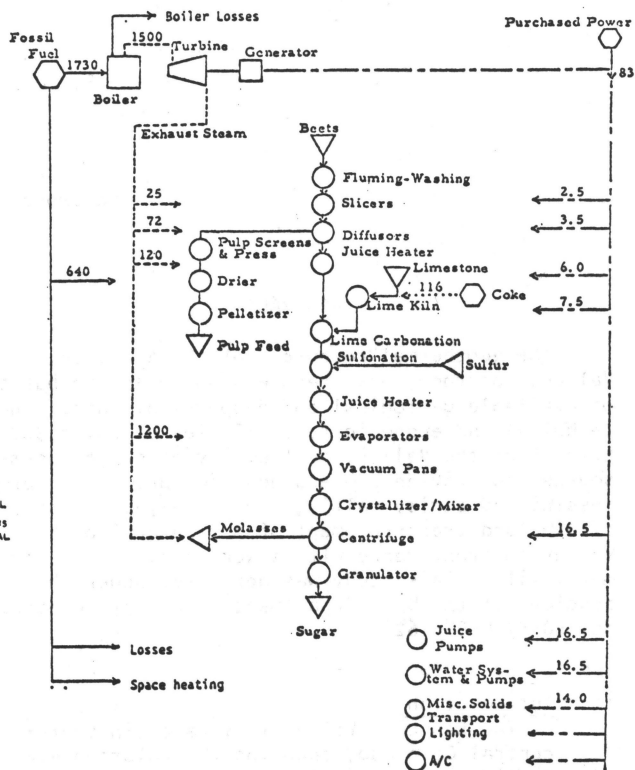 Boiler Losses
Purchased Power
Fossil
Fuel
1500
Turbine
Generator
1730
83
Boiler
Exhaust Steam
Beets
Fluming-Washing
25
2.5
Slicers
72
3.5
Diffusors
Pulp Screens
& Press
Juice Heater
120
Limestone
6.0
640
Drier
116
Coke
Lime Kiln
7.5
Pelletizer
Lime Carbonation
Pulp Feed
Sulfonation
Sulfur
Juice Heater
1200
Evaporators
Vacuum Pans
Crystallizer/Mixer
Molasses
Centrifuge
16.5
Granulator
Sugar
Losses
Juice
Pumps
16.5
Space heating
Water Sys-
tem & Pumps
16.5
Misc. Solids
Transport
14.0
Lighting
A/C